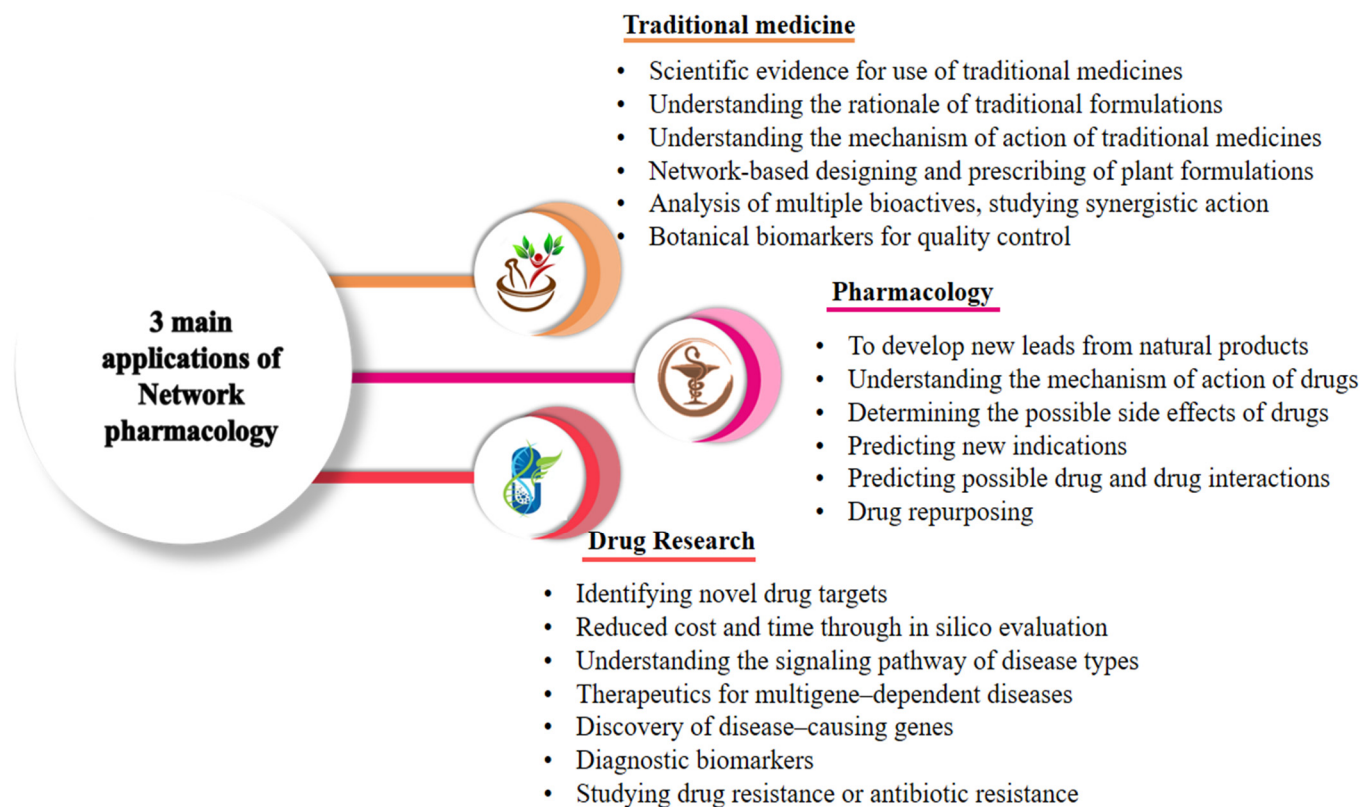 3 main
applications of
Network
pharmacology
Traditional medicine
• Scientific evidence for use of traditional medicines
• Understanding the rationale of traditional formulations
• Understanding the mechanism of action of traditional medicines
• Network-based designing and prescribing of plant formulations
• Analysis of multiple bioactives, studying synergistic action
• Botanical biomarkers for quality control
Pharmacology
• To develop new leads from natural products
• Understanding the mechanism of action of drugs
• Determining the possible side effects of drugs
• Predicting new indications
• Predicting possible drug and drug interactions
• Drug repurposing
Drug Research
• Identifying novel drug targets
• Reduced cost and time through in silico evaluation
• Understanding the signaling pathway of disease types
• Therapeutics for multigene–dependent diseases
• Discovery of disease–causing genes
• Diagnostic biomarkers
• Studying drug resistance or antibiotic resistance